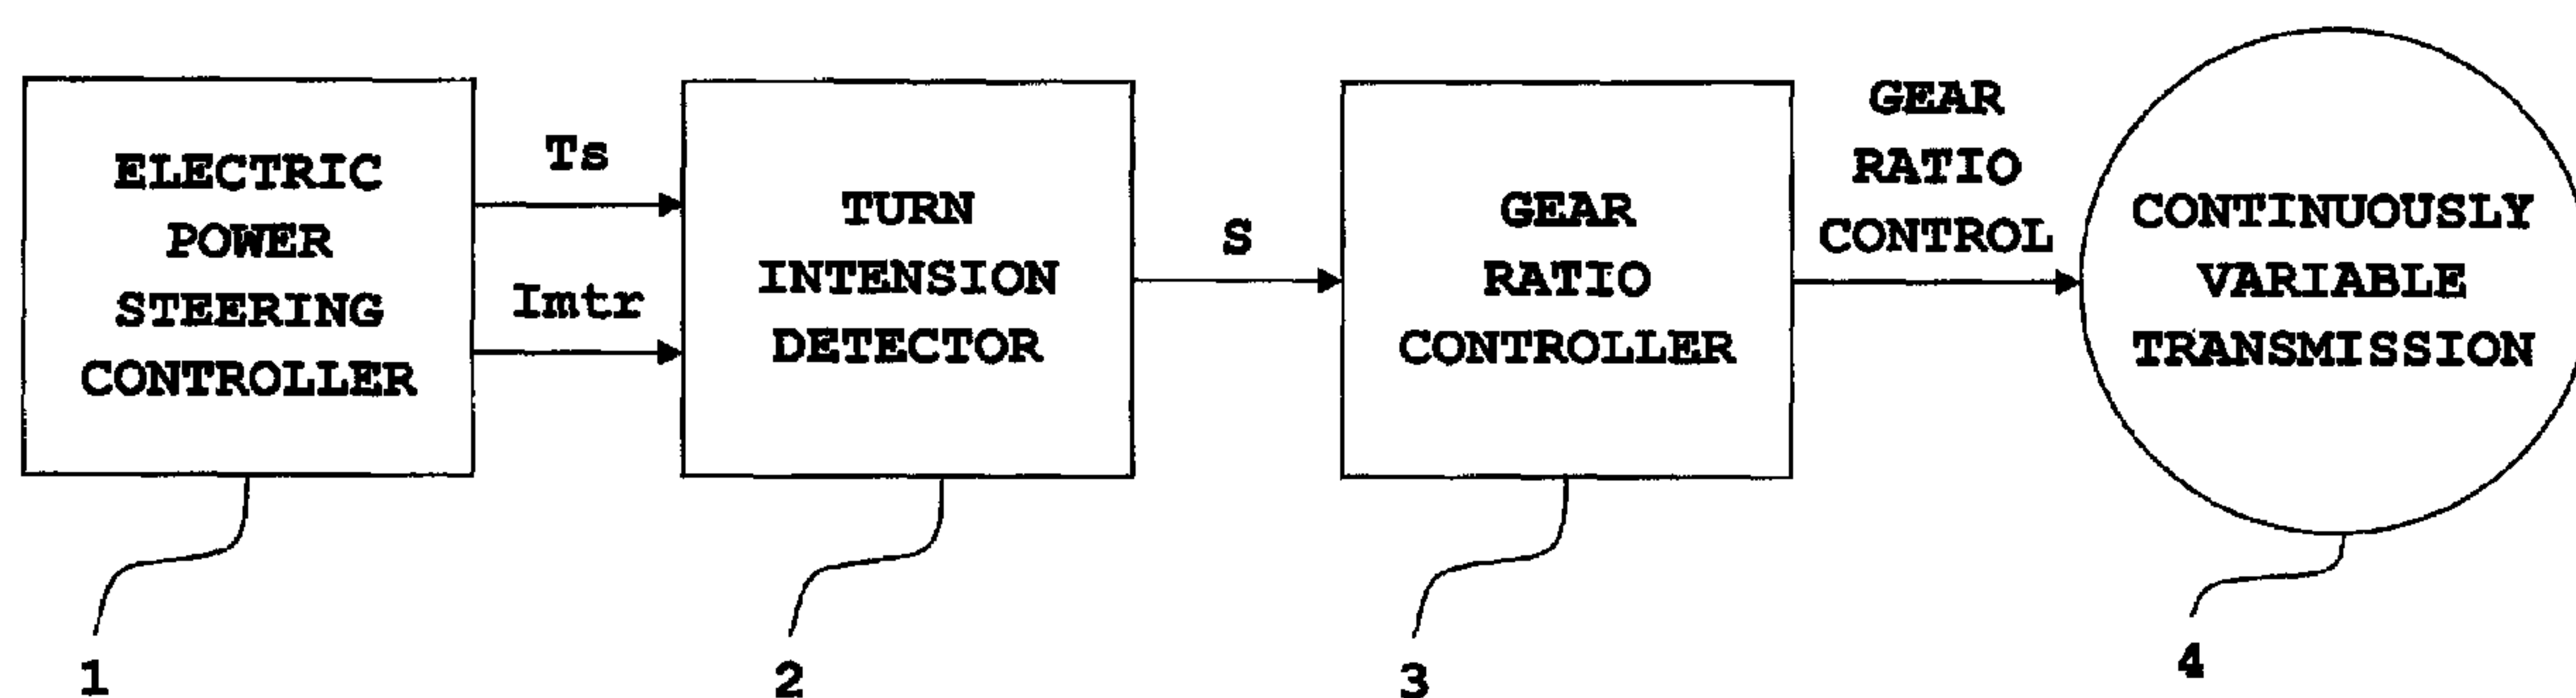 ELECTRIC
POWER
STEERING
CONTROLLER
Ts
Imtr
TURN
INTENSION
DETECTOR
S
GEAR
RATIO
CONTROLLER
GEAR
RATIO
CONTROL
CONTINUOUSLY
VARIABLE
TRANSMISSION
1
2
3
4